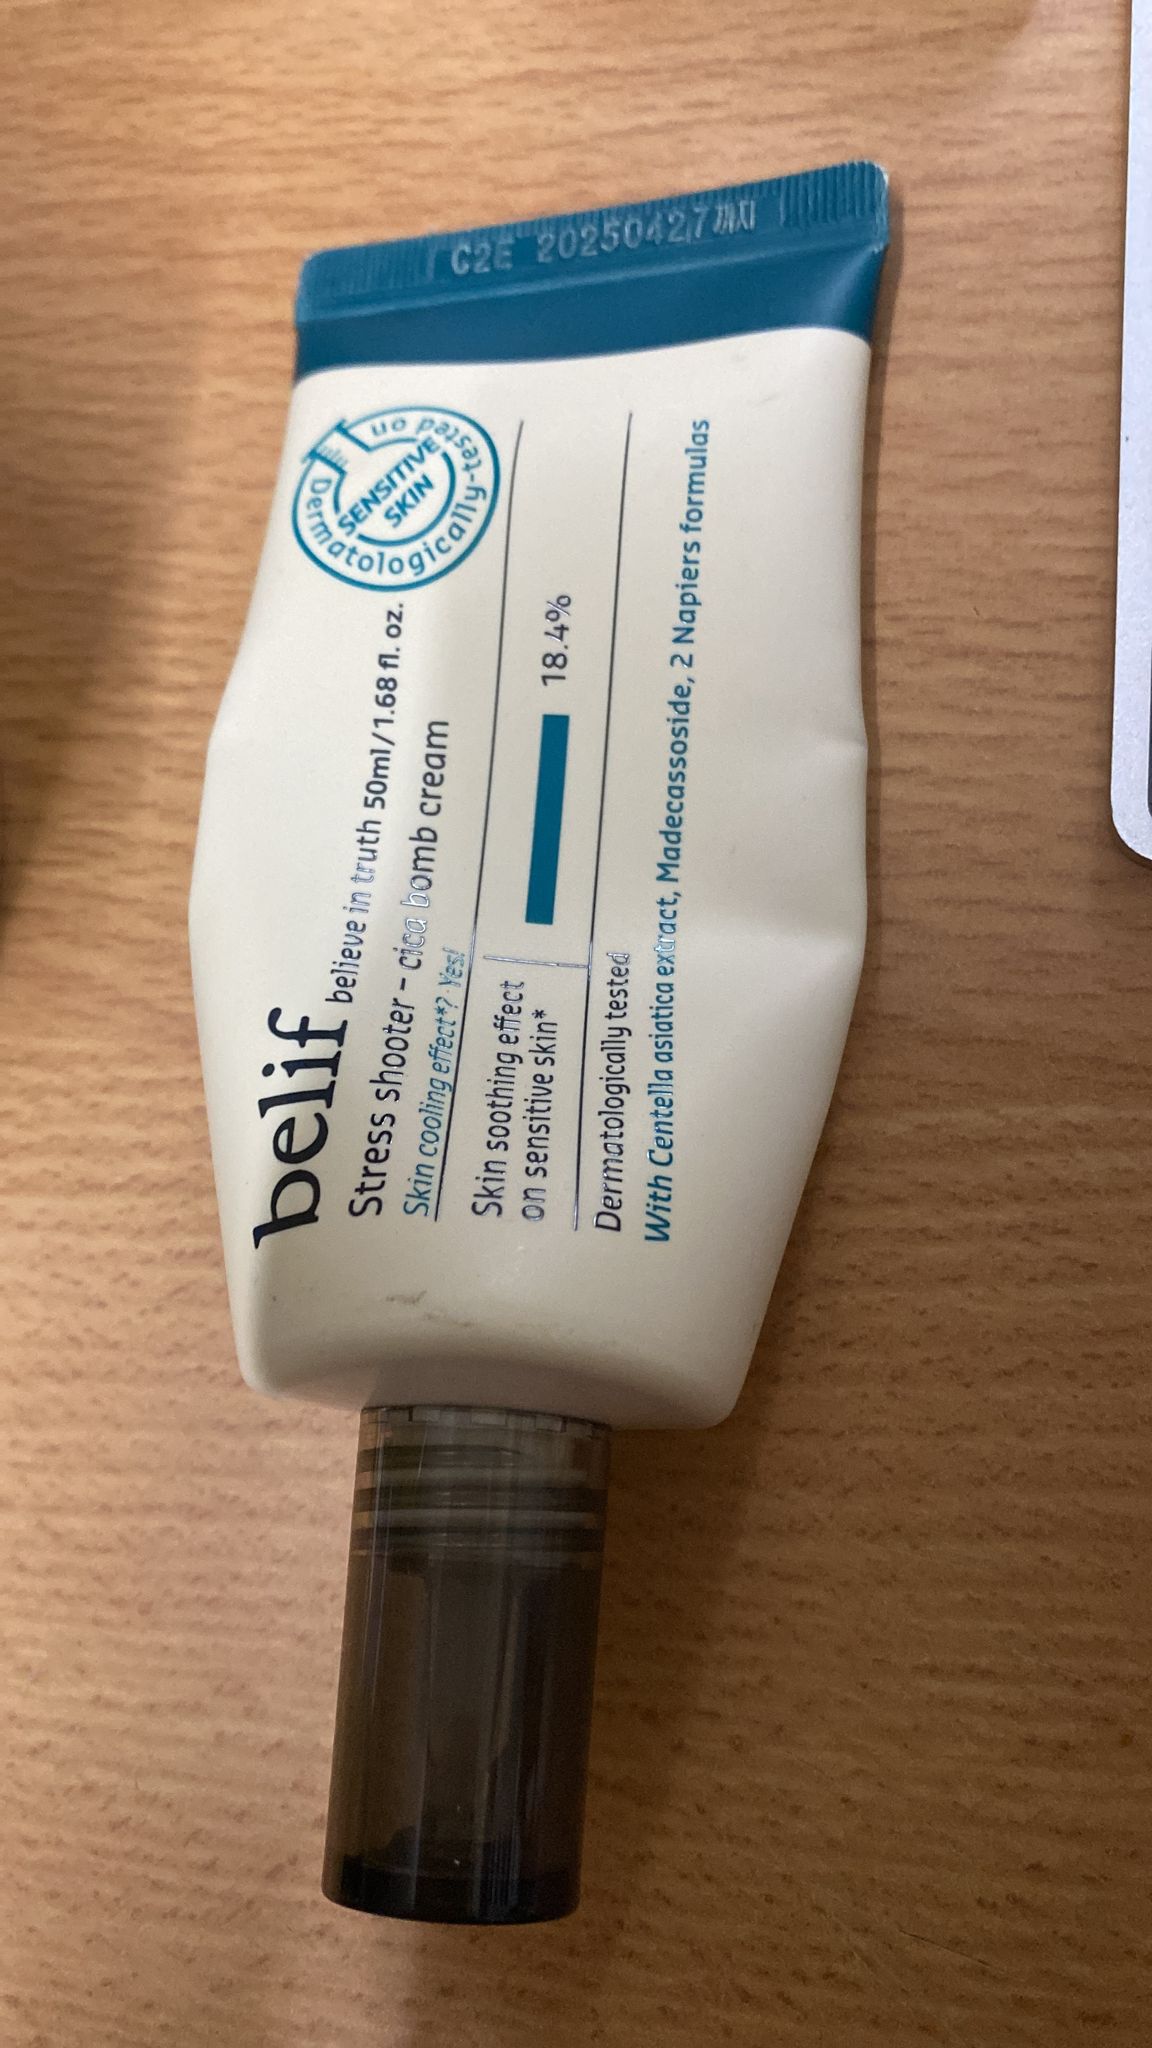 belif believe in truth 50ml/1.68 fl. oz.
Stress shooter - cica bomb cream
Skin cooling effect*? Yes!
Skin soothing effect
on sensitive skin*
18.4%
Dermatologically tested
With Centella asiatica extract, Madecassoside, 2 Napiers formulas
Dermatologically-tested on
SENSITIVE
SKIN
C2E 20250427까지